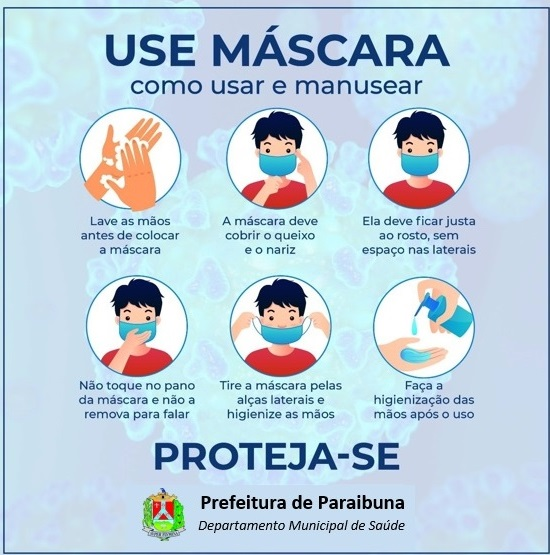 USE MÁSCARA
como usar e manusear
Lave as mãos
antes de colocar
a máscara
A máscara deve
cobrir o queixo
e o nariz
Ela deve ficar justa
ao rosto, sem
espaço nas laterais
Não toque no pano
da máscara e não a
remova para falar
Tire a máscara pelas
alças laterais e
higienize as mãos
Faça a
higienização das
mãos após o uso
PROTEJA-SE
Prefeitura de Paraibuna
Departamento Municipal de Saúde